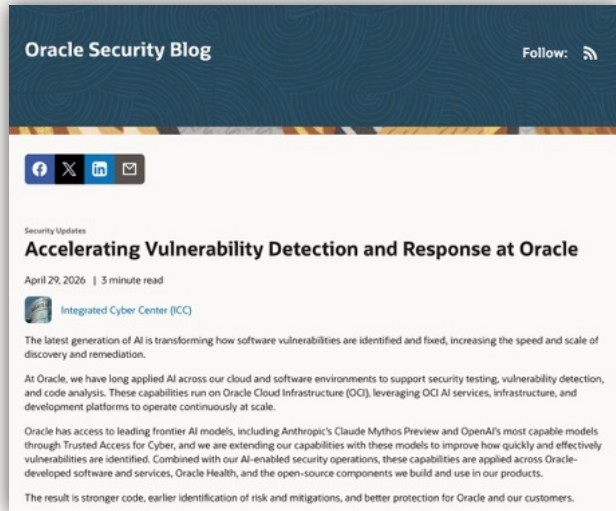 Oracle Security Blog
Follow:
Security Updates
Accelerating Vulnerability Detection and Response at Oracle
April 29, 2026 | 3 minute read
Integrated Cyber Center (ICC)
The latest generation of AI is transforming how software vulnerabilities are identified and fixed, increasing the speed and scale of
discovery and remediation.
At Oracle, we have long applied AI across our cloud and software environments to support security testing, vulnerability detection,
and code analysis. These capabilities run on Oracle Cloud Infrastructure (OCI), leveraging OCI AI services, infrastructure, and
development platforms to operate continuously at scale.
Oracle has access to leading frontier AI models, including Anthropic's Claude Mythos Preview and OpenAI's most capable models
through Trusted Access for Cyber, and we are extending our capabilities with these models to improve how quickly and effectively
vulnerabilities are identified. Combined with our AI-enabled security operations, these capabilities are applied across Oracle-
developed software and services, Oracle Health, and the open-source components we build and use in our products.
The result is stronger code, earlier identification of risk and mitigations, and better protection for Oracle and our customers.